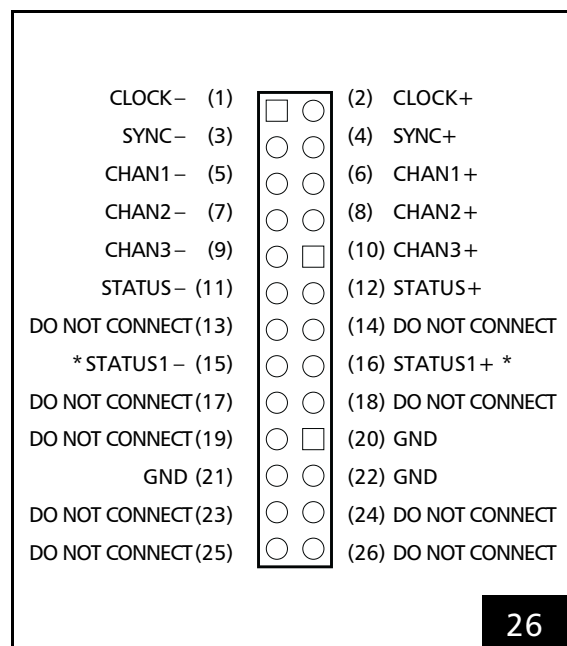 CLOCK– (1) (2) CLOCK+
SYNC– (3) (4) SYNC+
CHAN1– (5) (6) CHAN1+
CHAN2– (7) (8) CHAN2+
CHAN3– (9) (10) CHAN3+
STATUS– (11) (12) STATUS+
DO NOT CONNECT (13) (14) DO NOT CONNECT
*STATUS1– (15) (16) STATUS1+ *
DO NOT CONNECT (17) (18) DO NOT CONNECT
DO NOT CONNECT (19) (20) GND
GND (21) (22) GND
DO NOT CONNECT (23) (24) DO NOT CONNECT
DO NOT CONNECT (25) (26) DO NOT CONNECT
26